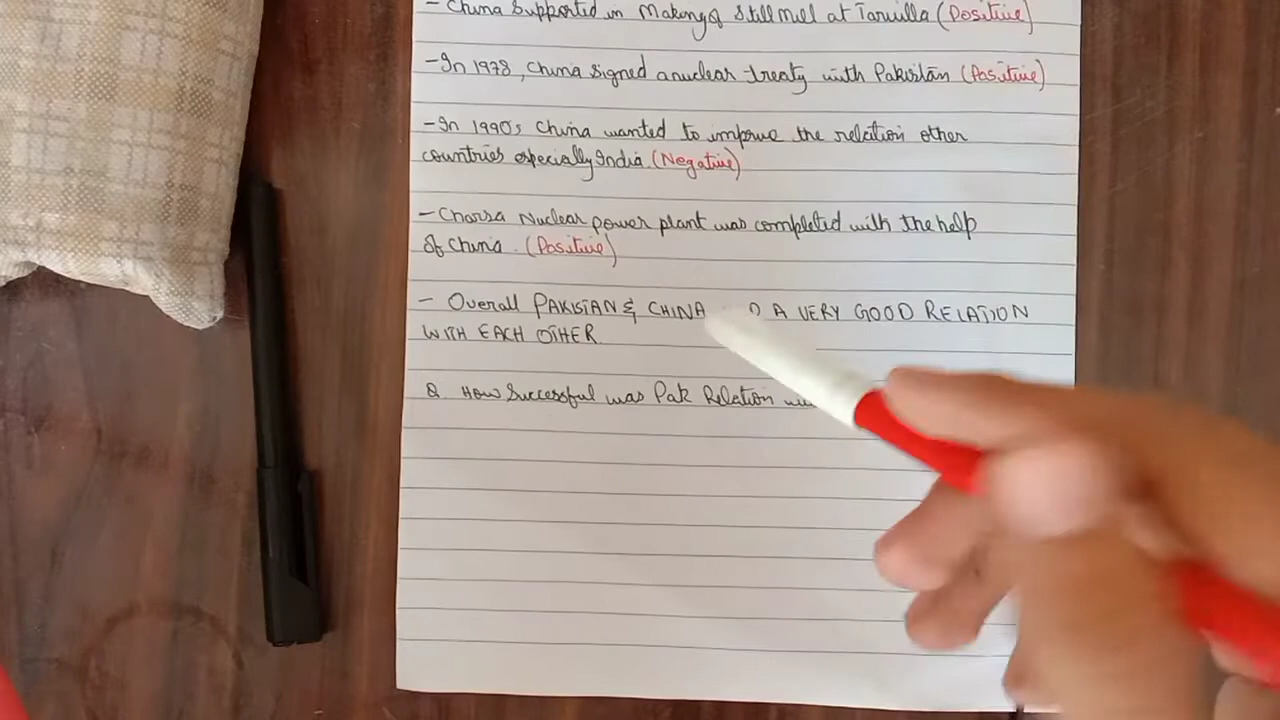 - China Supported in Making of Still Mill at Taxuilla (Positive)
- In 1978, China signed a nuclear treaty with Pakistan (Positive)
- In 1990s China wanted to improve the relation other
countries especially India. (Negative)
- Charsa Nuclear power plant was completed with the help
of China. (Positive)
- Overall PAKISTAN & CHINA A VERY GOOD RELATION
WITH EACH OTHER.
Q. How Successful was Pak Relation